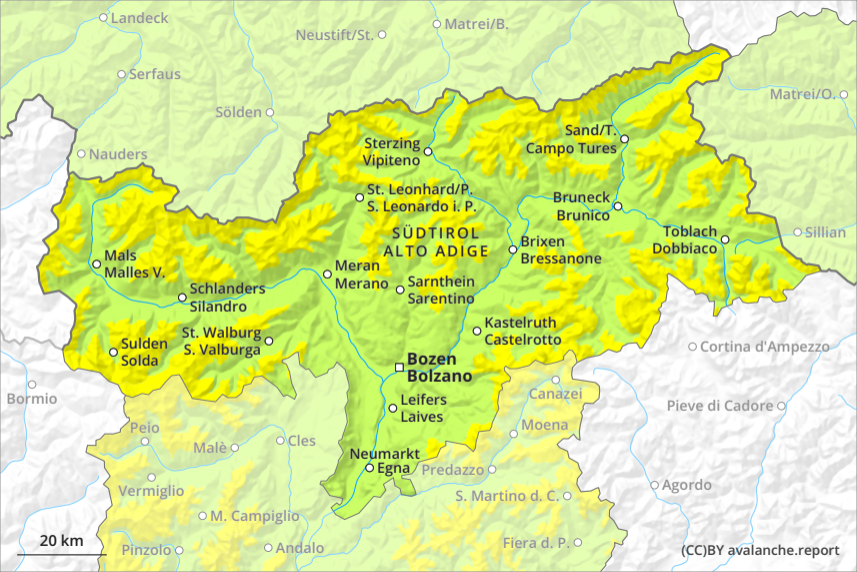 Landeck
Matrei/B.
Neustift/St.
Serfaus
Matrei/O.
Sölden
Sand/T.
Campo Tures
Sterzing
Vipiteno
Nauders
St. Leonhard/P.
S. Leonardo i. P.
Bruneck
Brunico
SÜDTIROL
ALTO ADIGE
Toblach
Dobbiaco
Sillian
Brixen
Bressanone
Mals
Malles V.
Meran
Merano
Sarnthein
Sarentino
Schlanders
Silandro
Kastelruth
Castelrotto
St. Walburg
S. Valburga
Sulden
Solda
Cortina d'Ampezzo
Bozen
Bolzano
Bormio
Canazei
Leifers
Laives
Pieve di Cadore
Peio
Moena
Malè
Cles
Neumarkt
Egna
Predazzo
Vermiglio
Agordo
S. Martino d. C.
M. Campiglio
20 km
Pinzolo
Andalo
Fiera d. P.
(CC)BY avalanche.report